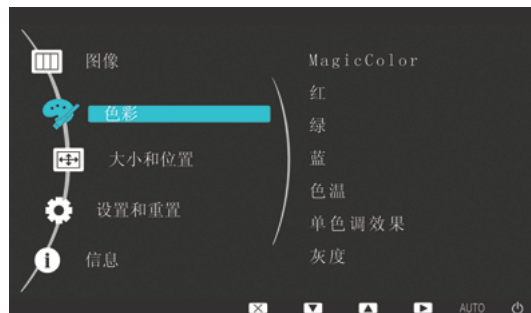 图像
色彩
大小和位置
设置和重置
信息
MagicColor
红
绿
蓝
色温
单色调效果
灰度
AUTO